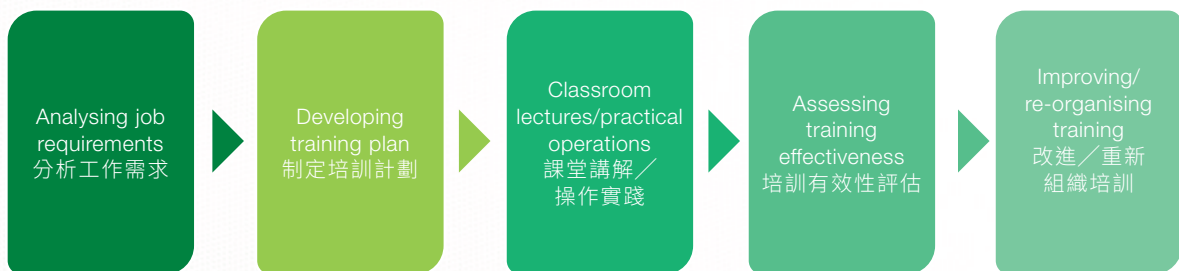 Analysing job
requirements
分析工作需求
Developing
training plan
制定培訓計劃
Classroom
lectures/practical
operations
課堂講解／
操作實踐
Assessing
training
effectiveness
培訓有效性評估
Improving/
re-organising
training
改進／重新
組織培訓